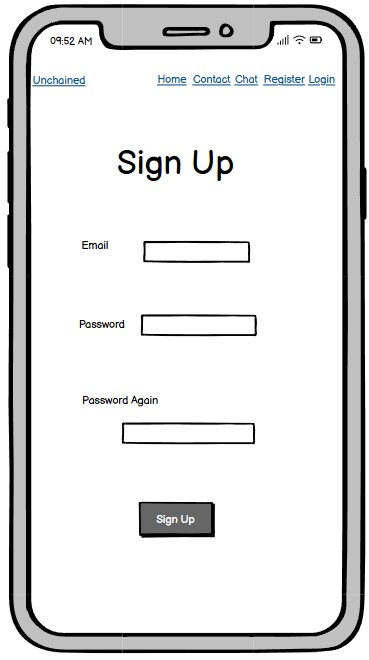 09:52 AM
Unchained Home Contact Chat Register Login
Sign Up
Email
Password
Password Again
Sign Up